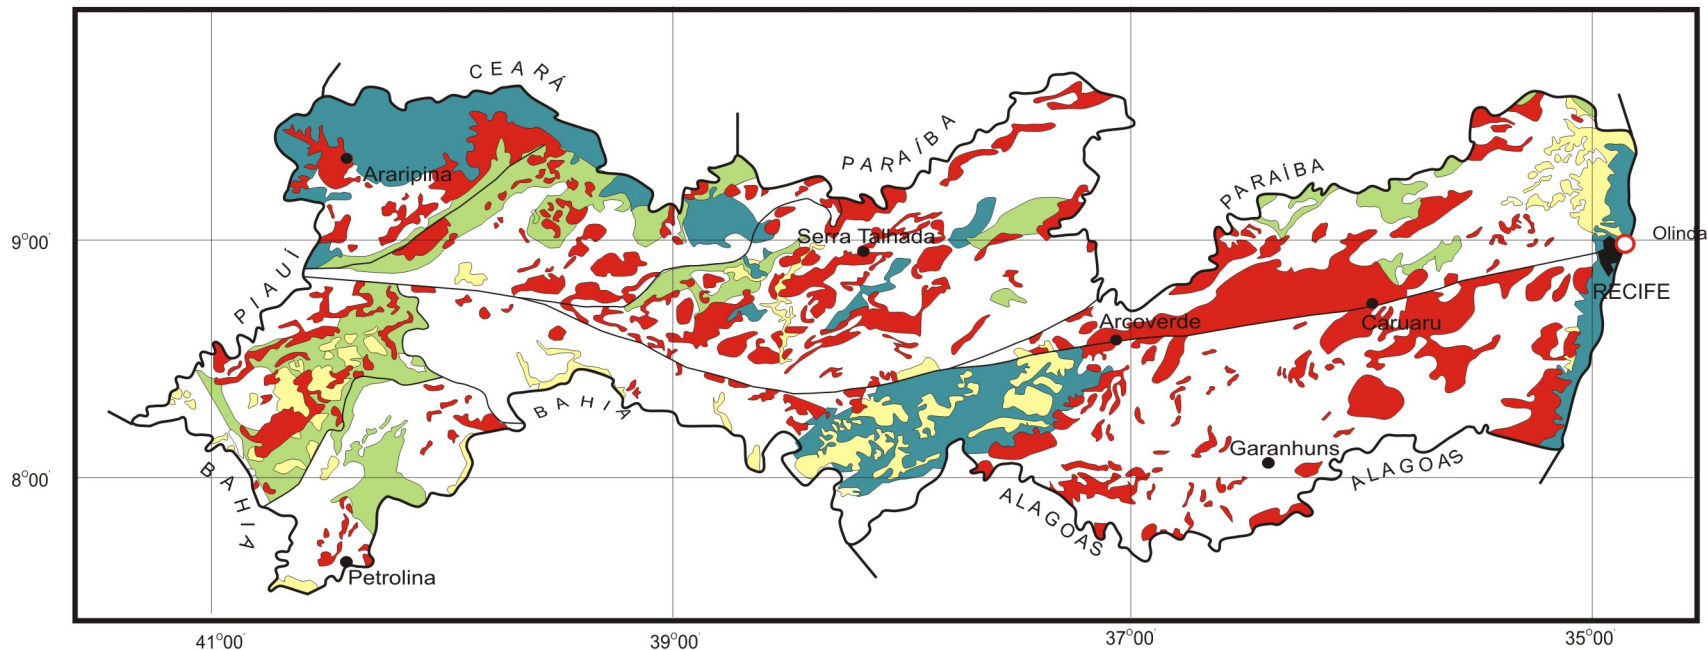 CEARÁ
PARAÍBA
Araripina
PARAÍBA
9°00'
Serra Talhada
Olinda
PIAUÍ
RECIFE
Arcoverde
Caruaru
BAHIA
Garanhuns
BAHIA
8°00'
ALAGOAS
ALAGOAS
Petrolina
41°00'
39°00'
37°00'
35°00'